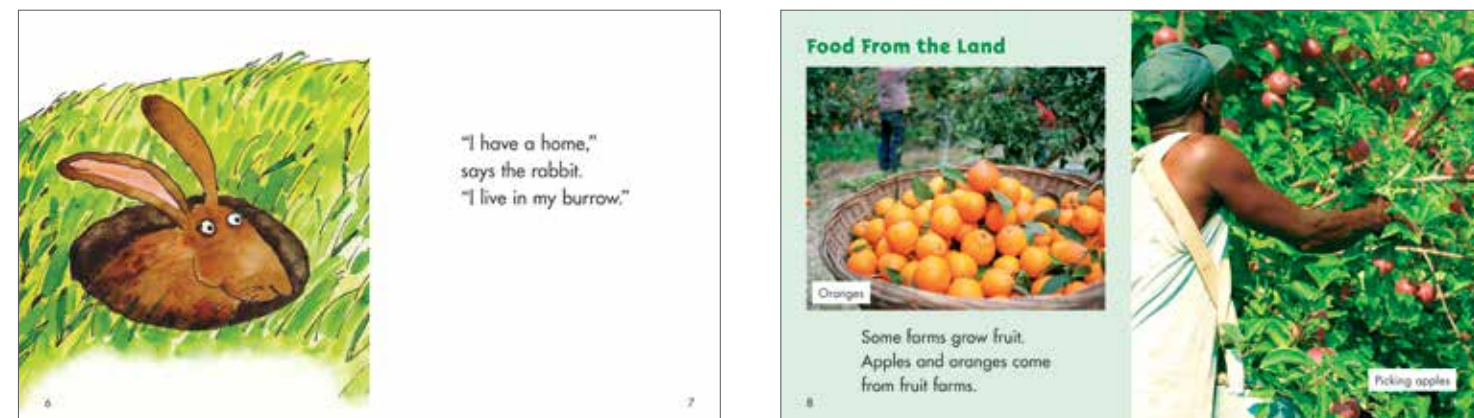 "I have a home,"
says the rabbit.
"I live in my burrow."
6
7
Food From the Land
Oranges
Some farms grow fruit.
Apples and oranges come
from fruit farms.
8
Picking apples